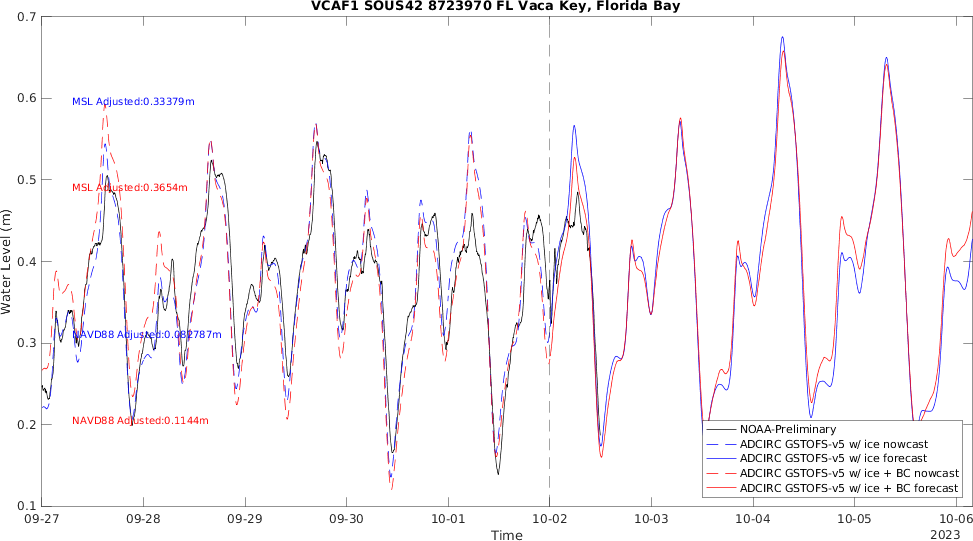 VCAF1 SOUS42 8723970 FL Vaca Key, Florida Bay
0.7
0.6
0.5
0.4
0.3
0.2
0.1
Water Level (m)
MSL Adjusted:0.33379m
MSL Adjusted:0.3654m
NAVD88 Adjusted:0.082787m
NAVD88 Adjusted:0.1144m
NOAA-Preliminary
ADCIRC GSTOFS-v5 w/ ice nowcast
ADCIRC GSTOFS-v5 w/ ice forecast
ADCIRC GSTOFS-v5 w/ ice + BC nowcast
ADCIRC GSTOFS-v5 w/ ice + BC forecast
09-27 09-28 09-29 09-30 10-01 10-02 10-03 10-04 10-05 10-06
2023
Time